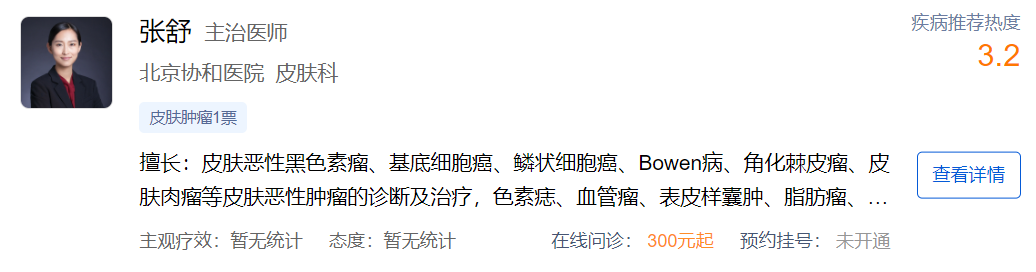 张舒 主治医师
疾病推荐热度
3.2
北京协和医院 皮肤科
皮肤肿瘤1票
擅长：皮肤恶性黑色素瘤、基底细胞癌、鳞状细胞癌、Bowen病、角化棘皮瘤、皮
肤肉瘤等皮肤恶性肿瘤的诊断及治疗，色素痣、血管瘤、表皮样囊肿、脂肪瘤、…
查看详情
主观疗效：暂无统计 态度：暂无统计 在线问诊： 300元起 预约挂号： 未开通